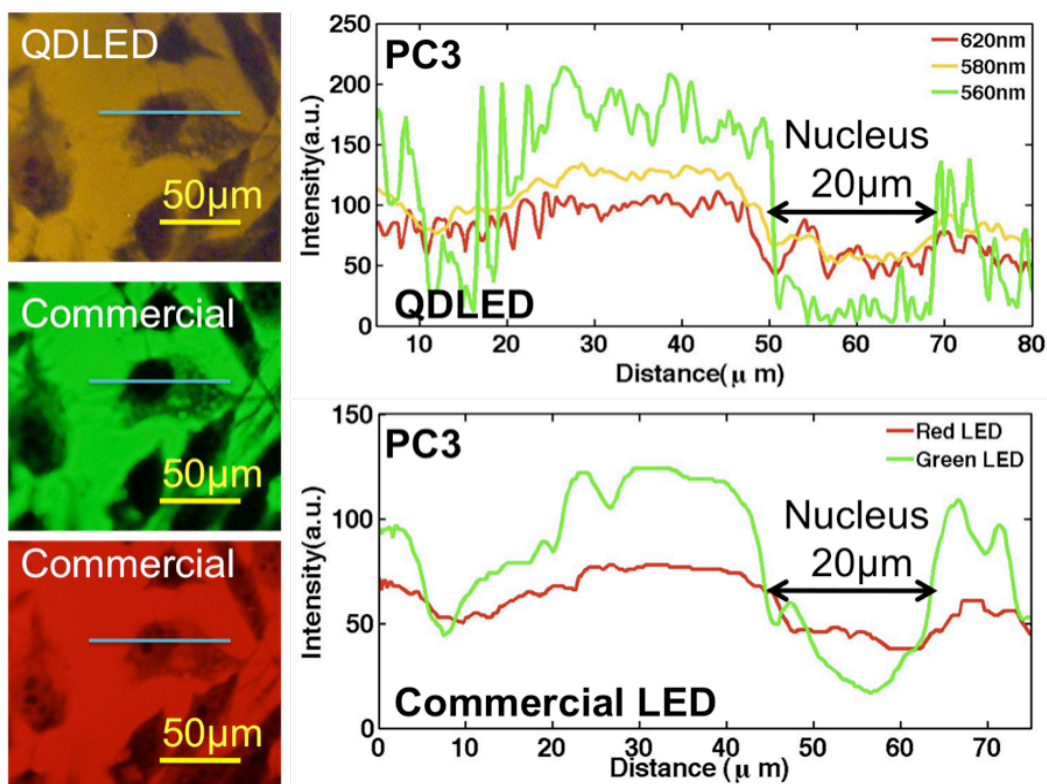 QDLED
50μm
Commercial
50μm
Commercial
50μm
PC3
620nm
580nm
560nm
Nucleus
20μm
QDLED
Intensity(a.u.)
250
200
150
100
50
0
10 20 30 40 50 60 70 80
Distance(μ m)
PC3
Red LED
Green LED
Nucleus
20μm
Commercial LED
Intensity(a.u.)
150
100
50
0
0 10 20 30 40 50 60 70
Distance(μ m)